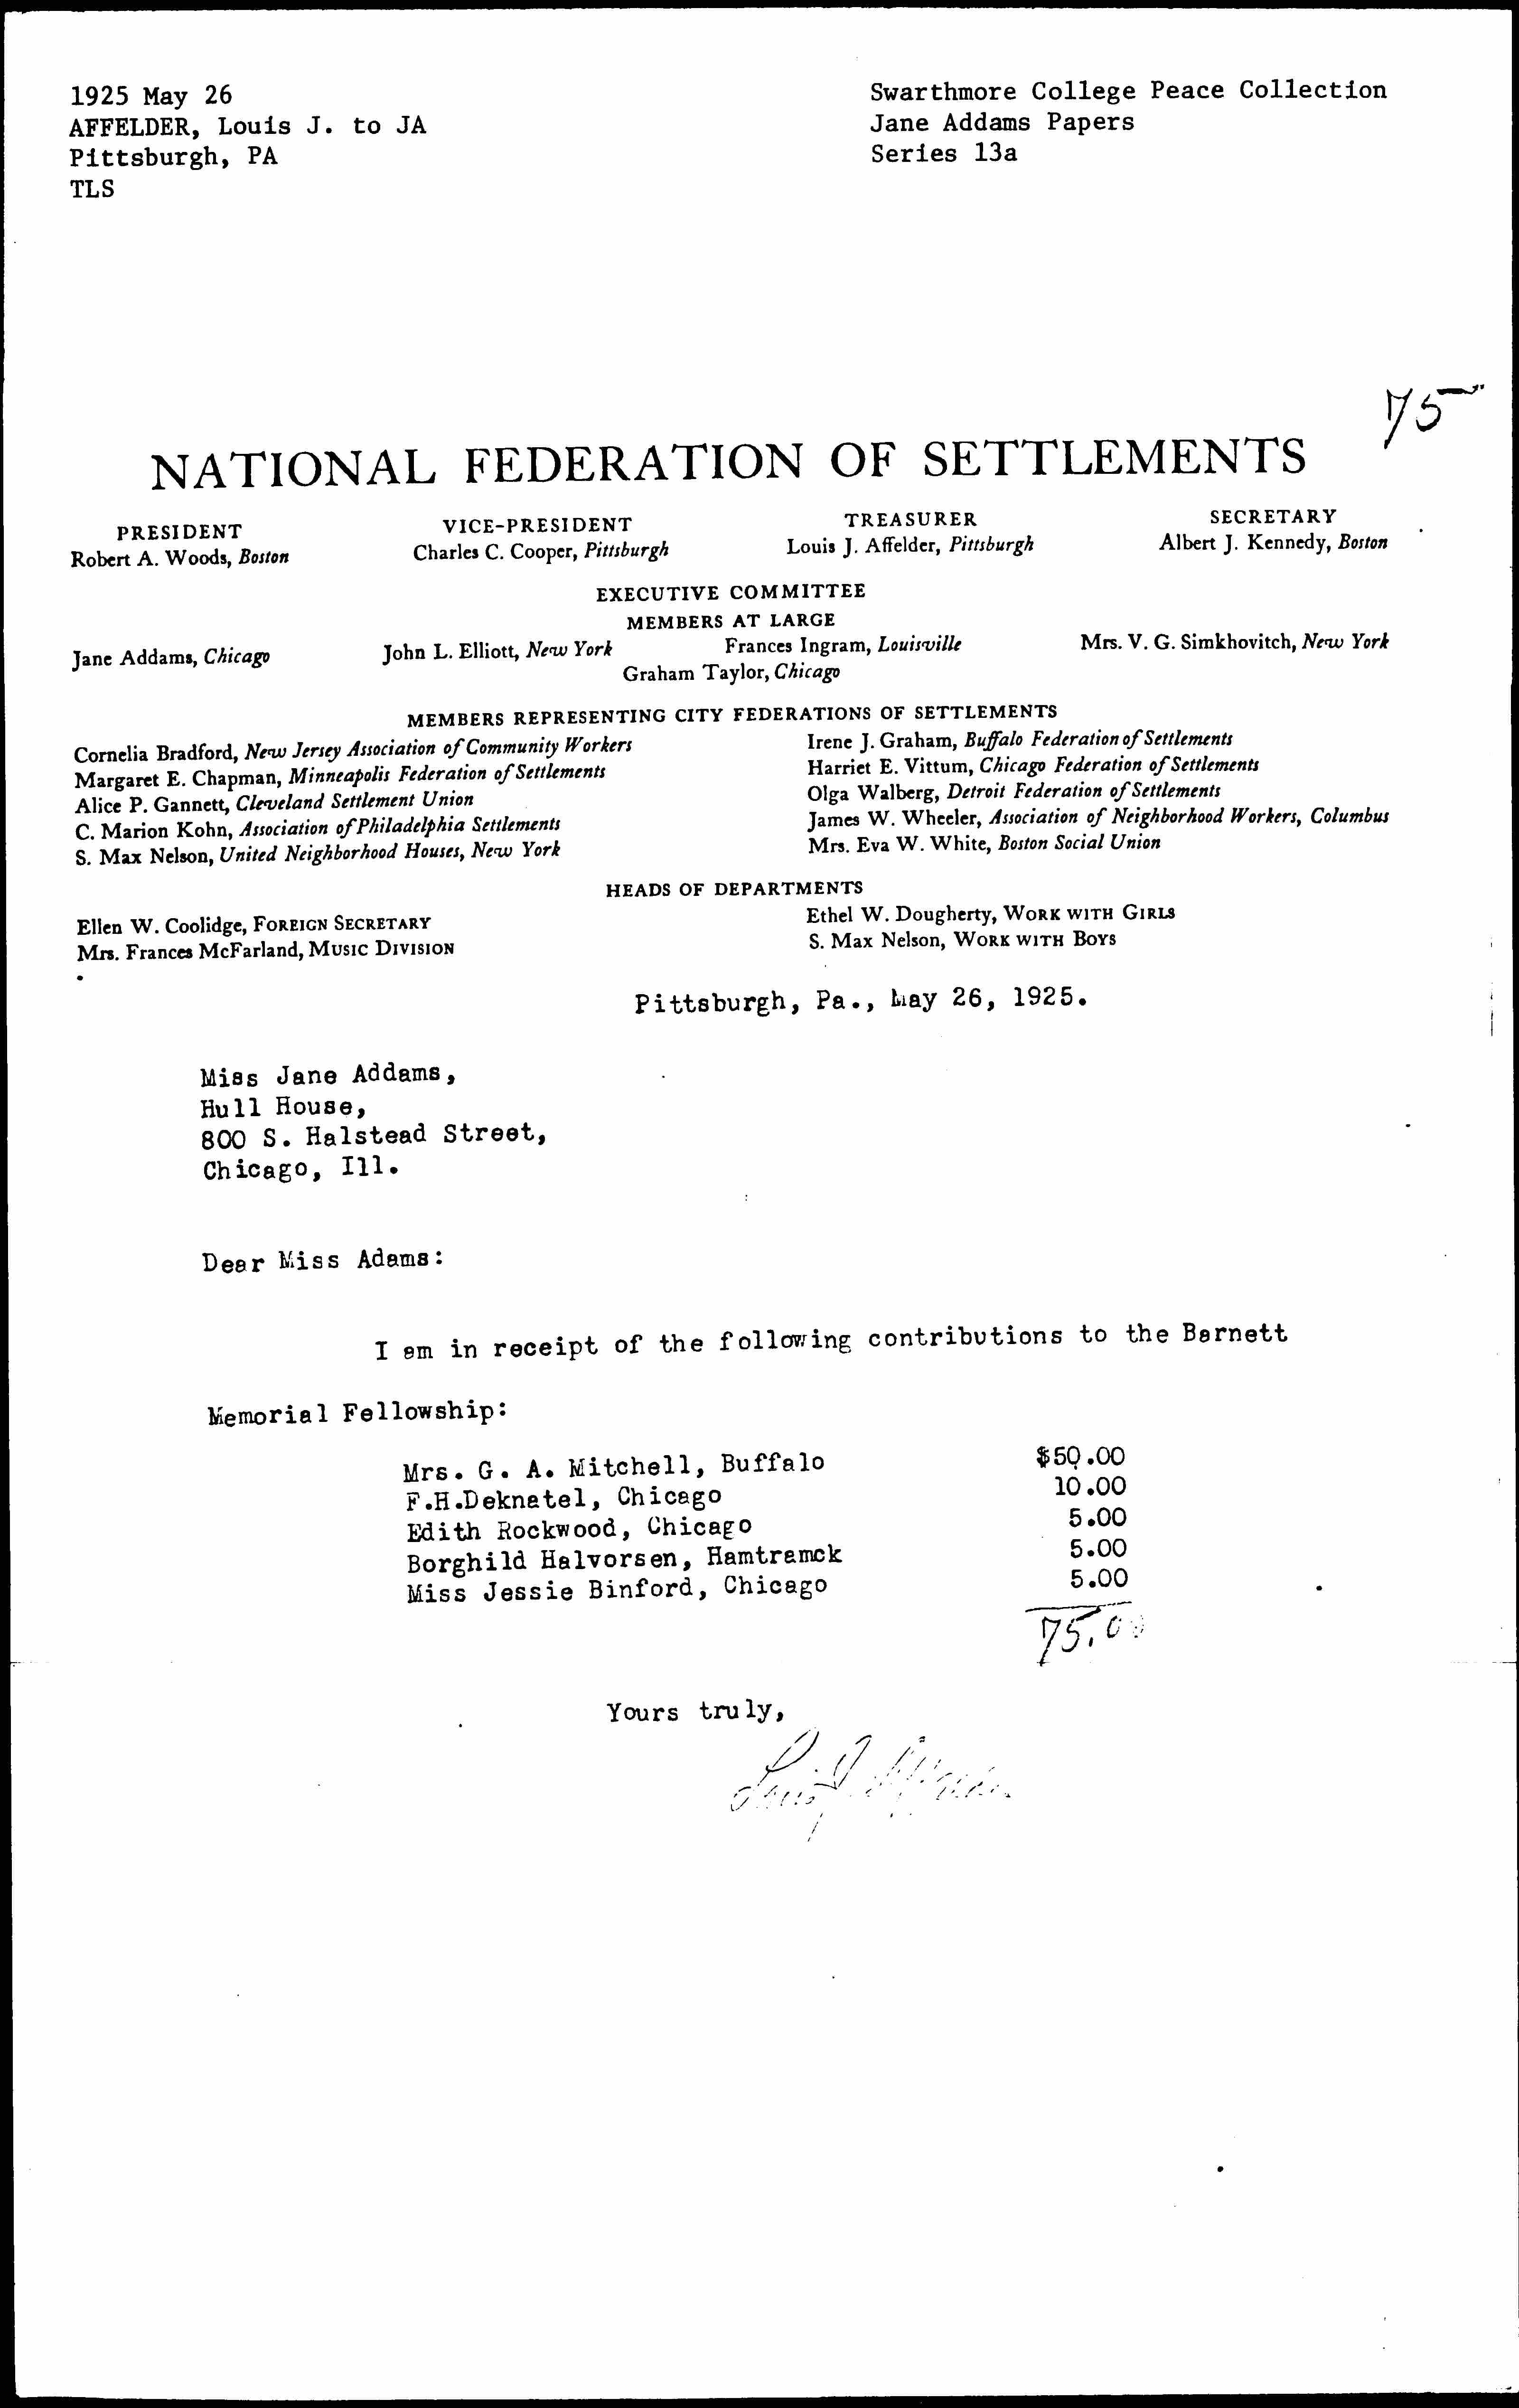 1925 May 26
AFFELDER, Louis J. to JA
Pittsburgh, PA
TLS
Swarthmore College Peace Collection
Jane Addams Papers
Series 13a
75
NATIONAL FEDERATION OF SETTLEMENTS
PRESIDENT
Robert A. Woods, Boston
VICE-PRESIDENT
Charles C. Cooper, Pittsburgh
TREASURER
Louis J. Affelder, Pittsburgh
SECRETARY
Albert J. Kennedy, Boston
EXECUTIVE COMMITTEE
MEMBERS AT LARGE
Jane Addams, Chicago John L. Elliott, New York Frances Ingram, Louisville Mrs. V. G. Simkhovitch, New York
Graham Taylor, Chicago
MEMBERS REPRESENTING CITY FEDERATIONS OF SETTLEMENTS
Cornelia Bradford, New Jersey Association of Community Workers
Margaret E. Chapman, Minneapolis Federation of Settlements
Alice P. Gannett, Cleveland Settlement Union
C. Marion Kohn, Association of Philadelphia Settlements
S. Max Nelson, United Neighborhood Houses, New York
Irene J. Graham, Buffalo Federation of Settlements
Harriet E. Vittum, Chicago Federation of Settlements
Olga Walberg, Detroit Federation of Settlements
James W. Wheeler, Association of Neighborhood Workers, Columbus
Mrs. Eva W. White, Boston Social Union
HEADS OF DEPARTMENTS
Ellen W. Coolidge, FOREIGN SECRETARY
Mrs. Frances McFarland, MUSIC DIVISION
Ethel W. Dougherty, WORK WITH GIRLS
S. Max Nelson, WORK WITH BOYS
Pittsburgh, Pa., May 26, 1925.
Miss Jane Addams,
Hull House,
800 S. Halstead Street,
Chicago, Ill.
Dear Miss Adams:
I am in receipt of the following contributions to the Barnett
Memorial Fellowship:
Mrs. G. A. Mitchell, Buffalo $50.00
F.H.Deknatel, Chicago 10.00
Edith Rockwood, Chicago 5.00
Borghild Halvorsen, Hamtramck 5.00
Miss Jessie Binford, Chicago 5.00
75.00
Yours truly,
Louis J. Affelder